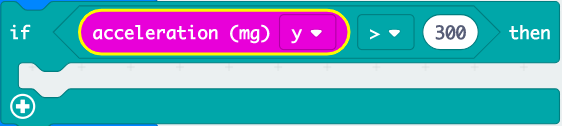 if acceleration (mg) y > 300 then